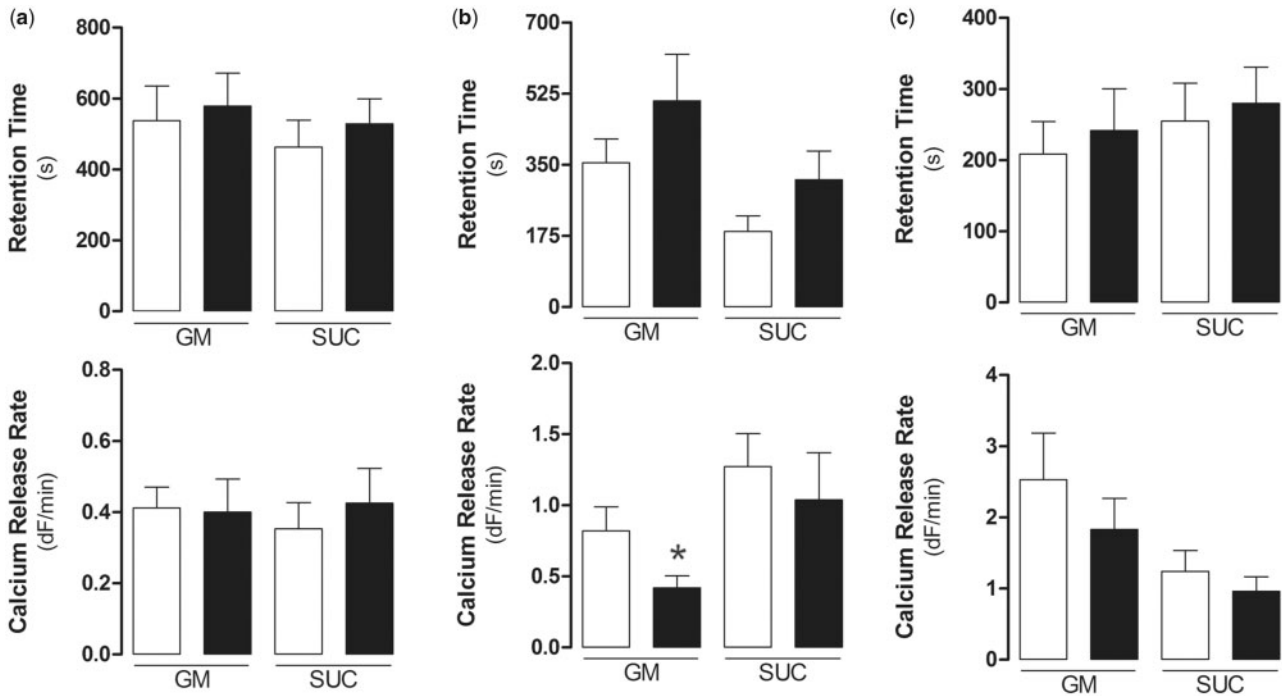 (a)
Retention Time
(s)
800
600
400
200
0
GM
SUC
(b)
Retention Time
(s)
700
525
350
175
0
GM
SUC
(c)
Retention Time
(s)
400
300
200
100
0
GM
SUC
Calcium Release Rate
(dF/min)
0.8
0.6
0.4
0.2
0.0
GM
SUC
Calcium Release Rate
(dF/min)
2.0
1.5
1.0
0.5
0.0
*
GM
SUC
Calcium Release Rate
(dF/min)
4
3
2
1
0
GM
SUC